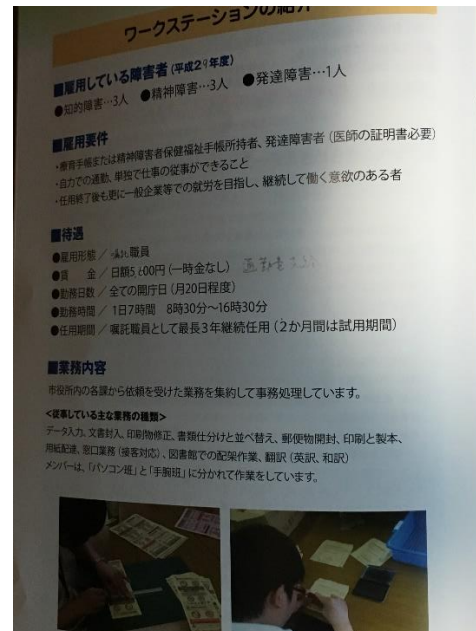 ワークステーションの紹介
■雇用している障害者(平成29年度)
●知的障害…3人 ●精神障害…3人 ●発達障害…1人
■雇用要件
・療育手帳または精神障害者保健福祉手帳所持者、発達障害者(医師の証明書必要)
・自力での通勤、単独で仕事の従事ができること
・任用終了後も更に一般企業等での就労を目指し、継続して働く意欲のある者
■待遇
●雇用形態/嘱託職員
●賃 金/日額5,600円(一時金なし)
●勤務日数/全ての開庁日(月20日程度)
●勤務時間/1日7時間 8時30分~16時30分
●任用期間/嘱託職員として最長3年継続任用(2か月間は試用期間)
■業務内容
市役所内の各課から依頼を受けた業務を集約して事務処理しています。
<従事している主な業務の種類>
データ入力、文書封入、印刷物修正、書類仕分けと並べ替え、郵便物開封、印刷と製本、
用紙配達、窓口業務(接客対応)、図書館での配架作業、翻訳(英訳、和訳)
メンバーは、「パソコン班」と「手腕班」に分かれて作業をしています。